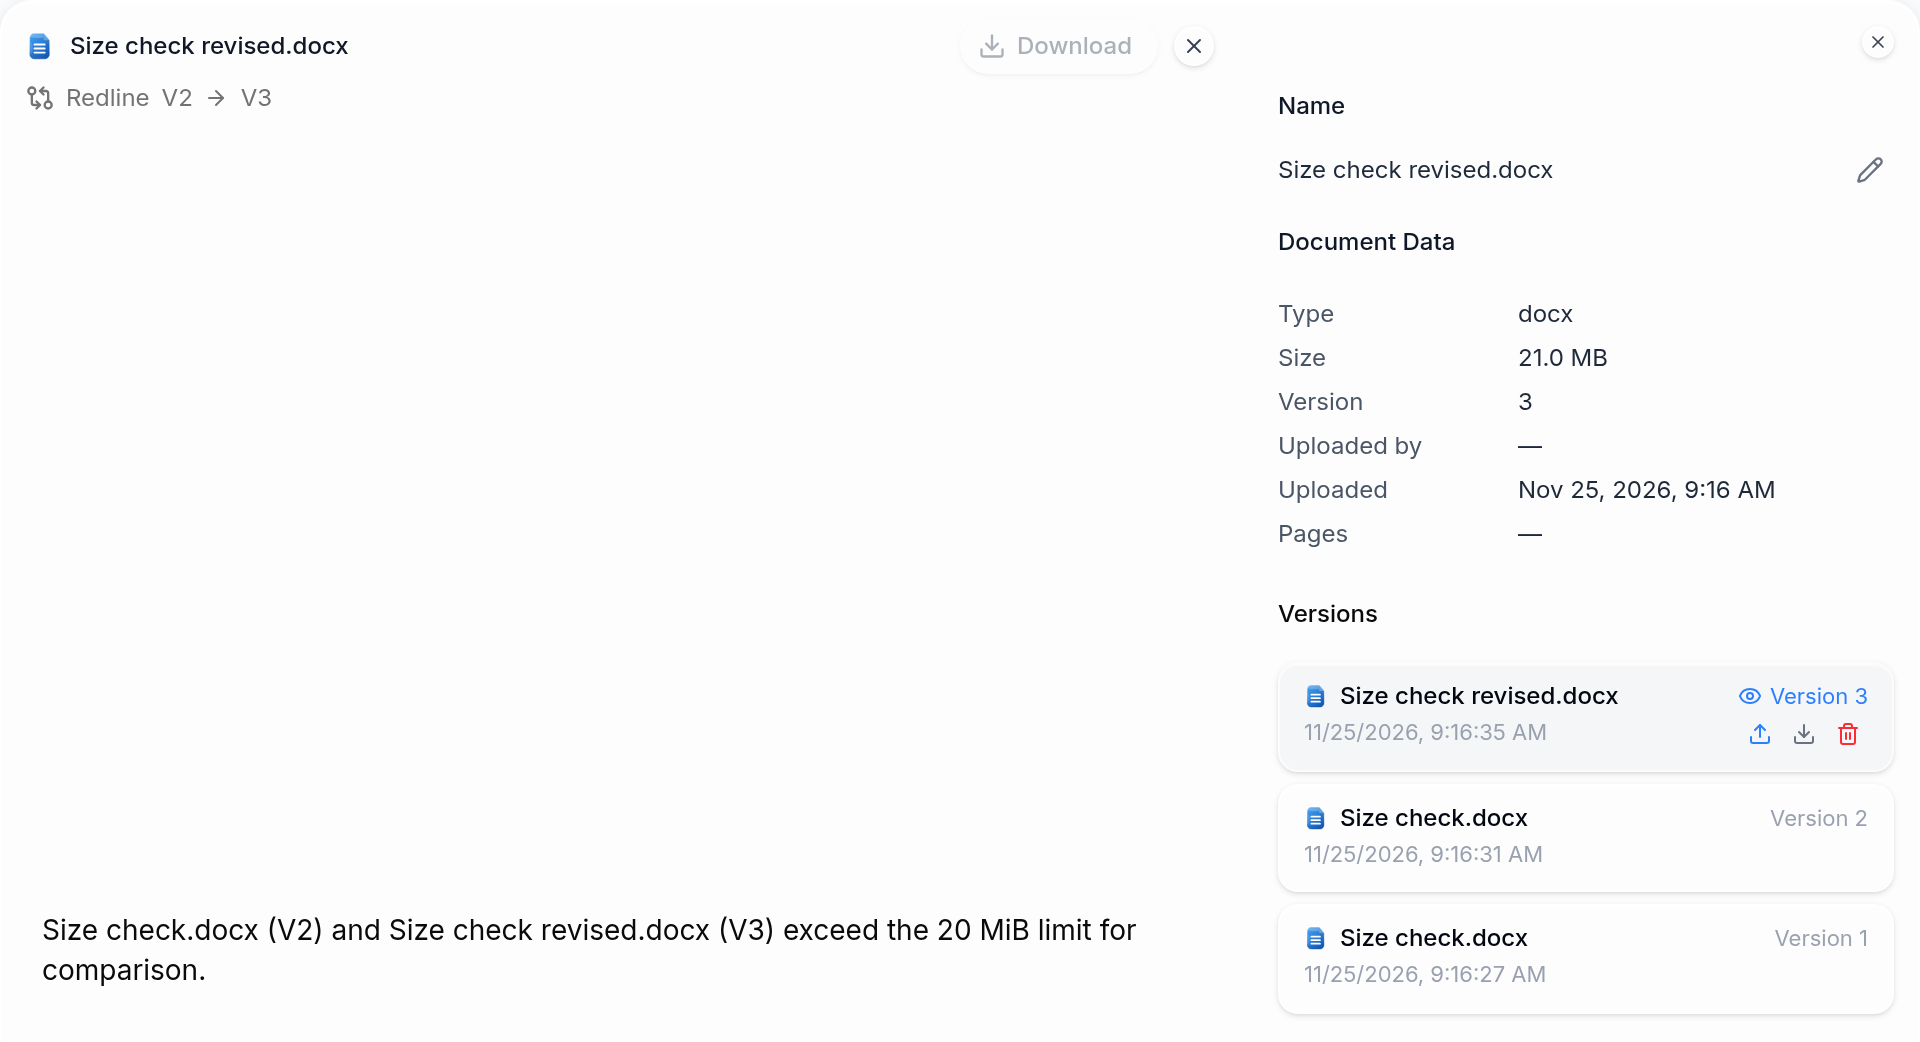 Size check revised.docx
Download
Redline V2 → V3
Size check.docx (V2) and Size check revised.docx (V3) exceed the 20 MiB limit for
comparison.
Name
Size check revised.docx
Document Data
Type docx
Size 21.0 MB
Version 3
Uploaded by —
Uploaded Nov 25, 2026, 9:16 AM
Pages —
Versions
Size check revised.docx Version 3
11/25/2026, 9:16:35 AM
Size check.docx Version 2
11/25/2026, 9:16:31 AM
Size check.docx Version 1
11/25/2026, 9:16:27 AM